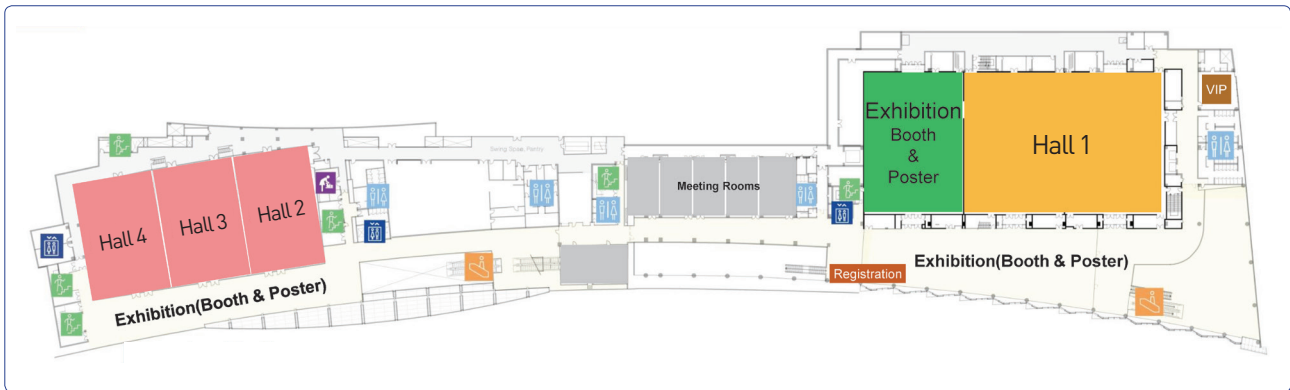 Exhibition
Booth
&
Poster
Hall 1
VIP
Meeting Rooms
Hall 4
Hall 3
Hall 2
Registration
Exhibition(Booth & Poster)
Exhibition(Booth & Poster)